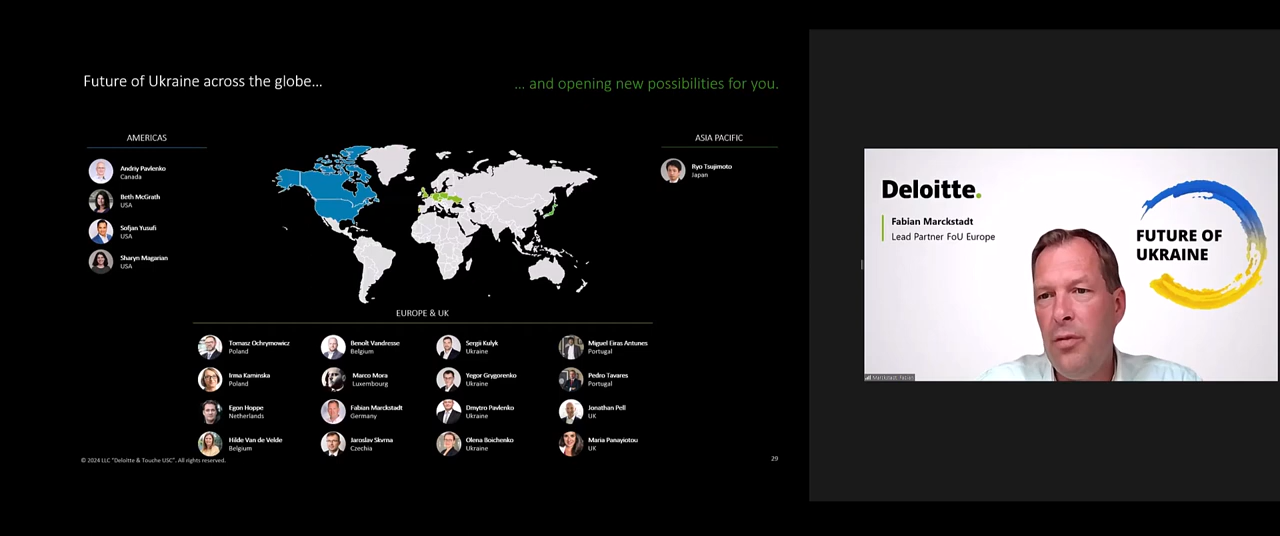 Future of Ukraine across the globe…
… and opening new possibilities for you.
AMERICAS
Andriy Pavlenko
Canada
Beth McGrath
USA
Sofjan Yusufi
USA
Sharyn Magarian
USA
ASIA PACIFIC
Ryo Tsujimoto
Japan
EUROPE & UK
Tomasz Ochrymowicz
Poland
Irma Kaminska
Poland
Egon Hoppe
Netherlands
Hilde Van de Velde
Belgium
Benoît Vandresse
Belgium
Marco Mora
Luxembourg
Fabian Marckstadt
Germany
Jaroslav Skvrna
Czechia
Sergii Kulyk
Ukraine
Yegor Grygorenko
Ukraine
Dmytro Pavlenko
Ukraine
Olena Boichenko
Ukraine
Miguel Eiras Antunes
Portugal
Pedro Tavares
Portugal
Jonathan Pell
UK
Maria Panayiotou
UK
© 2024 LLC "Deloitte & Touche USC". All rights reserved.
29
Deloitte.
Fabian Marckstadt
Lead Partner FoU Europe
FUTURE OF
UKRAINE
Marckstadt, Fabian